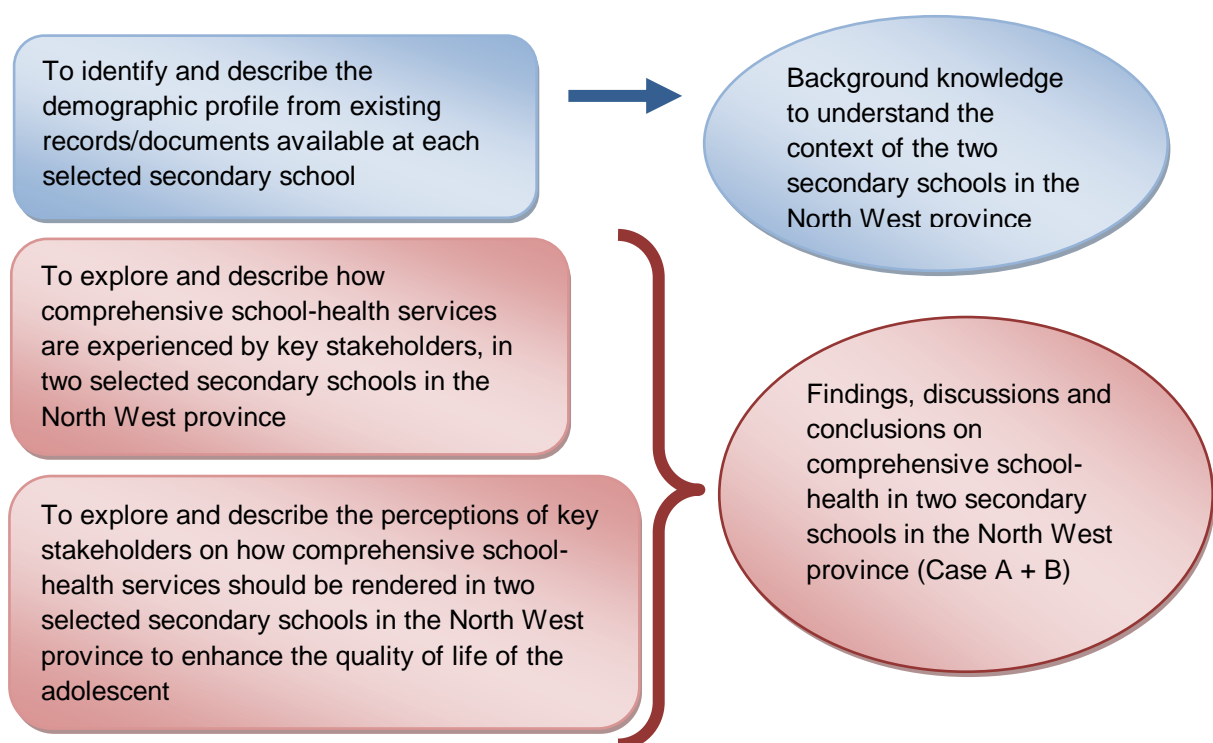 To identify and describe the
demographic profile from existing
records/documents available at each
selected secondary school
Background knowledge
to understand the
context of the two
secondary schools in the
North West province
To explore and describe how
comprehensive school-health services
are experienced by key stakeholders, in
two selected secondary schools in the
North West province
To explore and describe the perceptions of key
stakeholders on how comprehensive school-
health services should be rendered in two
selected secondary schools in the North West
province to enhance the quality of life of the
adolescent
Findings, discussions and
conclusions on
comprehensive school-
health in two secondary
schools in the North West
province (Case A + B)